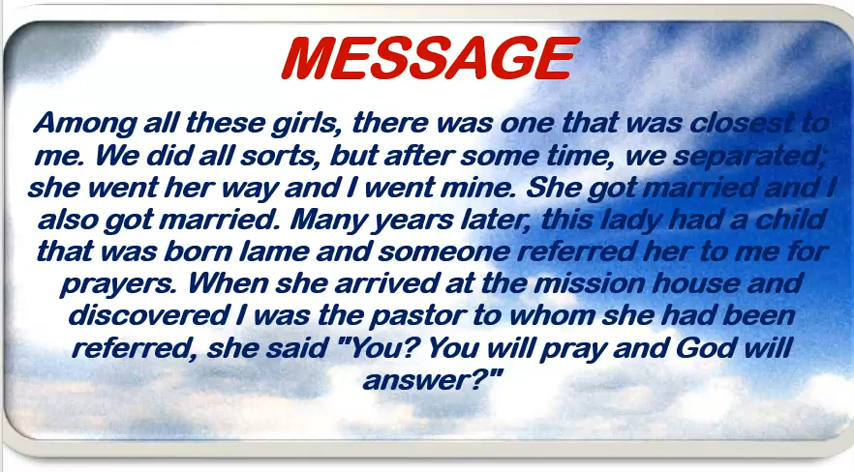 MESSAGE
Among all these girls, there was one that was closest to
me. We did all sorts, but after some time, we separated;
she went her way and I went mine. She got married and I
also got married. Many years later, this lady had a child
that was born lame and someone referred her to me for
prayers. When she arrived at the mission house and
discovered I was the pastor to whom she had been
referred, she said "You? You will pray and God will
answer?"